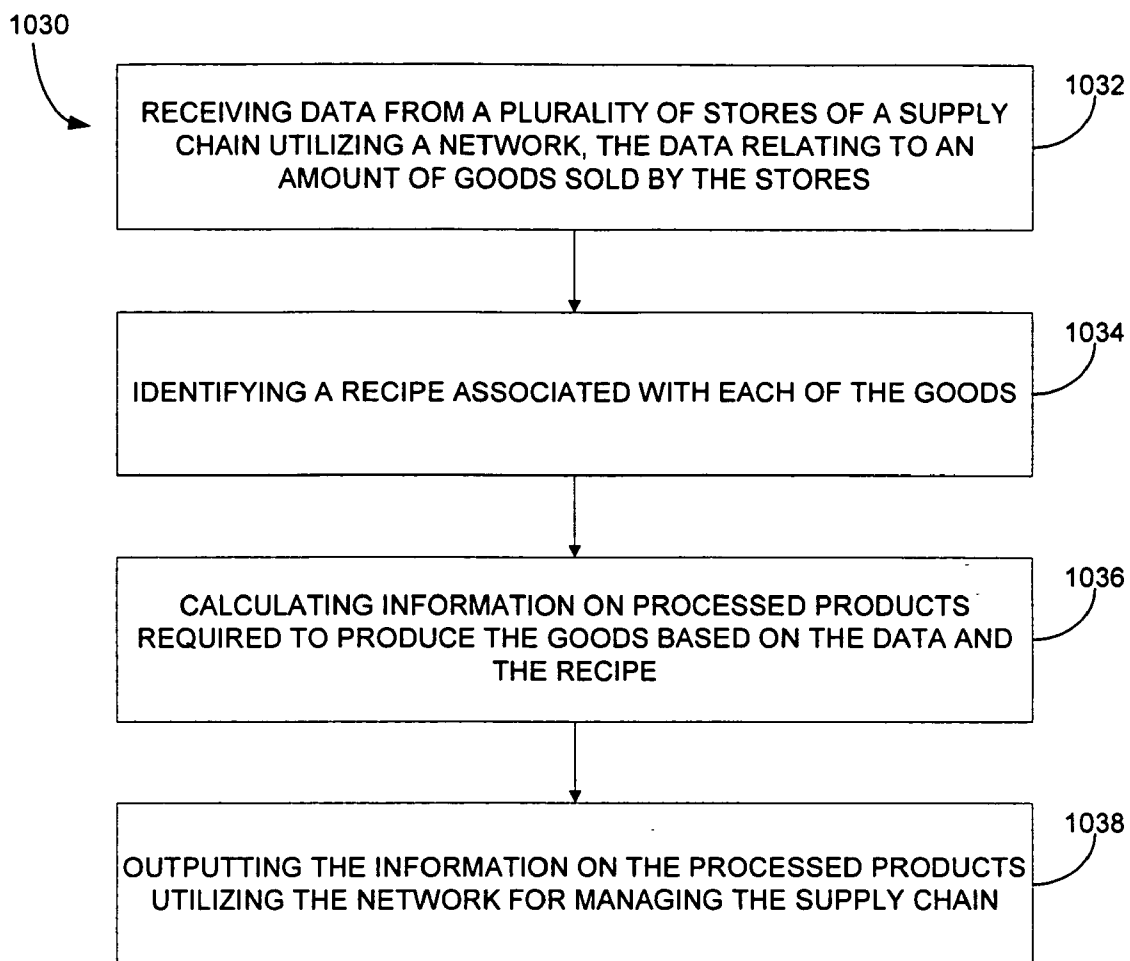 1030
1032
RECEIVING DATA FROM A PLURALITY OF STORES OF A SUPPLY
CHAIN UTILIZING A NETWORK, THE DATA RELATING TO AN
AMOUNT OF GOODS SOLD BY THE STORES
1034
IDENTIFYING A RECIPE ASSOCIATED WITH EACH OF THE GOODS
1036
CALCULATING INFORMATION ON PROCESSED PRODUCTS
REQUIRED TO PRODUCE THE GOODS BASED ON THE DATA AND
THE RECIPE
1038
OUTPUTTING THE INFORMATION ON THE PROCESSED PRODUCTS
UTILIZING THE NETWORK FOR MANAGING THE SUPPLY CHAIN